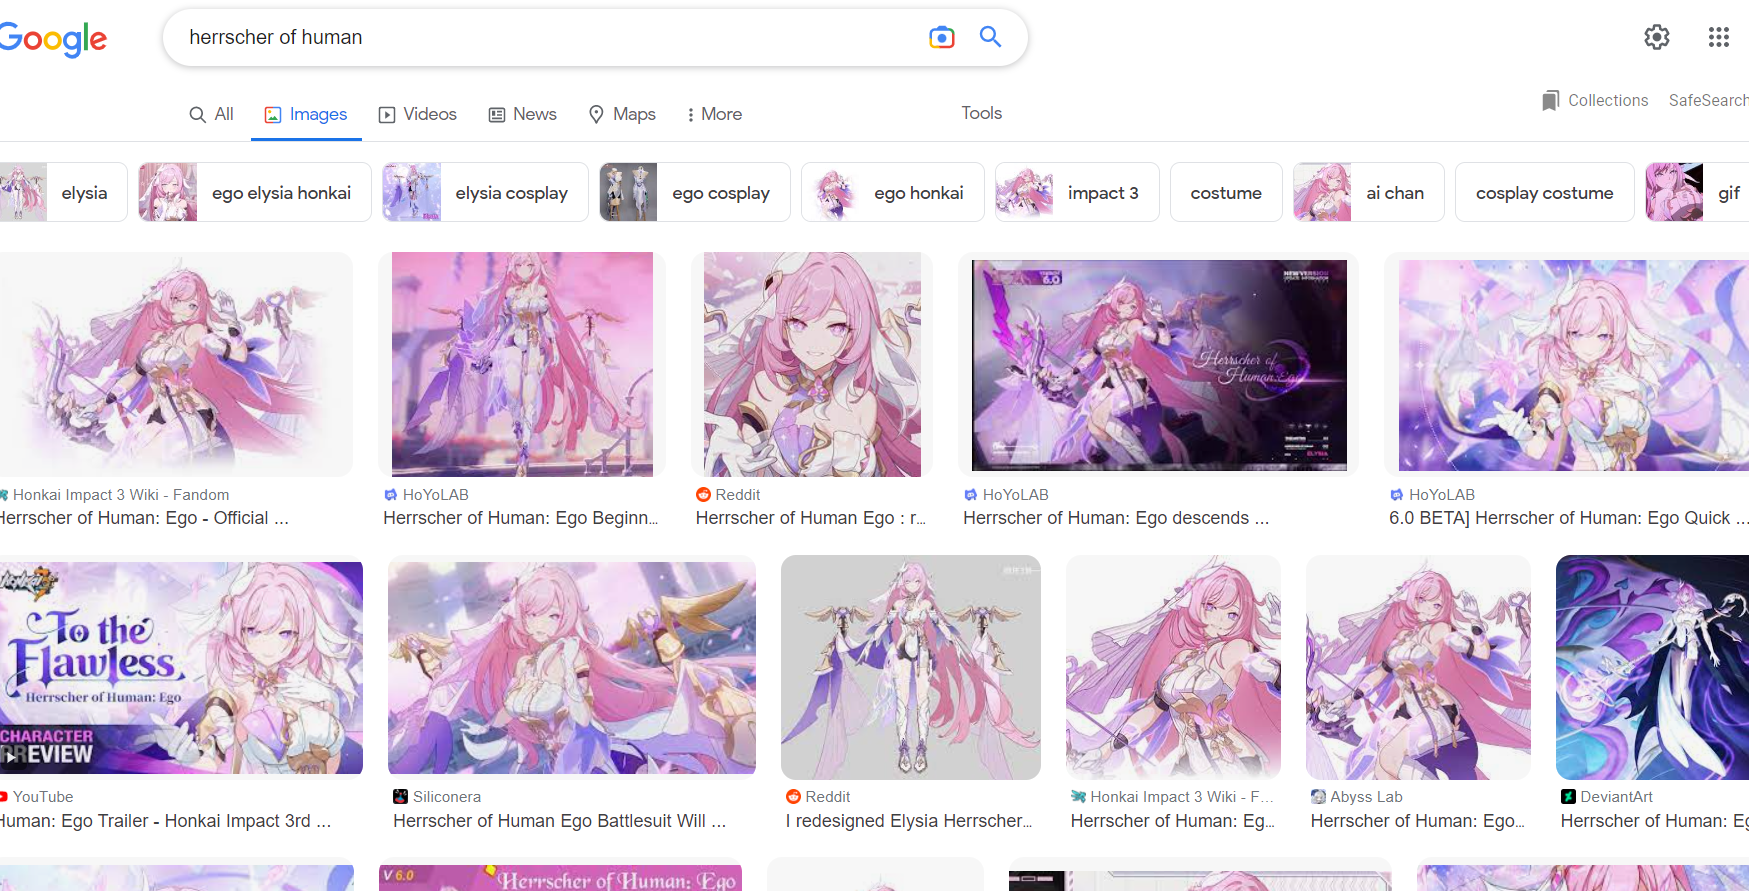 Google
herrscher of human
All
Images
Videos
News
Maps
More
Tools
Collections
SafeSearch
elysia
ego elysia honkai
elysia cosplay
ego cosplay
ego honkai
impact 3
costume
ai chan
cosplay costume
gif
6.0
NEW VERSION
Herrscher of
Human:Ego
ELYSIA
Honkai Impact 3 Wiki - Fandom
Herrscher of Human: Ego - Official ...
HoYoLAB
Herrscher of Human: Ego Beginn...
Reddit
Herrscher of Human Ego : r...
HoYoLAB
Herrscher of Human: Ego descends ...
HoYoLAB
6.0 BETA] Herrscher of Human: Ego Quick ...
To the
Flawless
Herrscher of Human: Ego
CHARACTER
RREVIEW
YouTube
Human: Ego Trailer - Honkai Impact 3rd ...
Siliconera
Herrscher of Human Ego Battlesuit Will ...
Reddit
I redesigned Elysia Herrscher...
Honkai Impact 3 Wiki - F...
Herrscher of Human: Eg...
Abyss Lab
Herrscher of Human: Ego...
DeviantArt
Herrscher of Human: E
V 6.0
Herrscher of Human: Ego